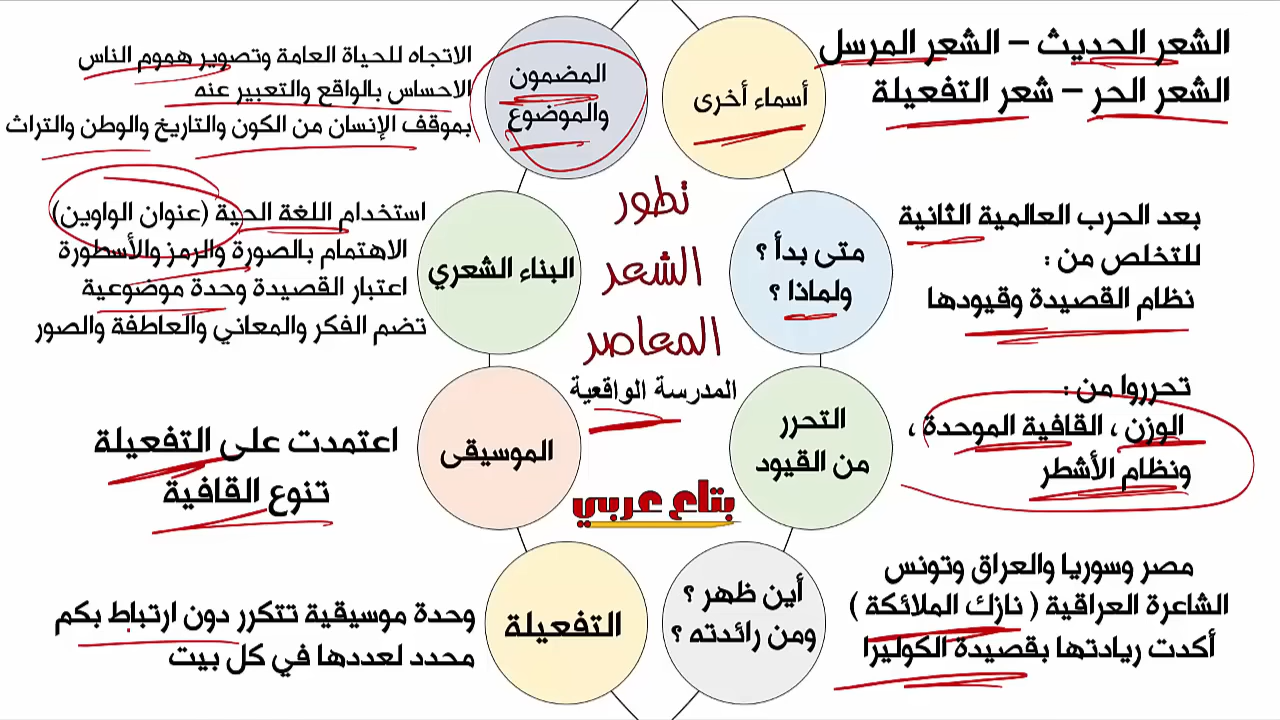 تطور
الشعر
المعاصر
المدرسة الواقعية
بتاع عربي
أسماء أخرى
الشعر الحديث – الشعر المرسل
الشعر الحر – شعر التفعيلة
متى بدأ ؟
ولماذا ؟
بعد الحرب العالمية الثانية
للتخلص من :
نظام القصيدة وقيودها
التحرر
من القيود
تحرروا من :
الوزن ، القافية الموحدة ،
ونظام الأشطر
أين ظهر ؟
ومن رائدته ؟
مصر وسوريا والعراق وتونس
الشاعرة العراقية ( نازك الملائكة )
أكدت ريادتها بقصيدة الكوليرا
المضمون
والموضوع
الاتجاه للحياة العامة وتصوير هموم الناس
الاحساس بالواقع والتعبير عنه
بموقف الإنسان من الكون والتاريخ والوطن والتراث
البناء الشعري
استخدام اللغة الحية (عنوان الواوين)
الاهتمام بالصورة والرمز والأسطورة
اعتبار القصيدة وحدة موضوعية
تضم الفكر والمعاني والعاطفة والصور
الموسيقى
اعتمدت على التفعيلة
تنوع القافية
التفعيلة
وحدة موسيقية تتكرر دون ارتباط بكم
محدد لعددها في كل بيت